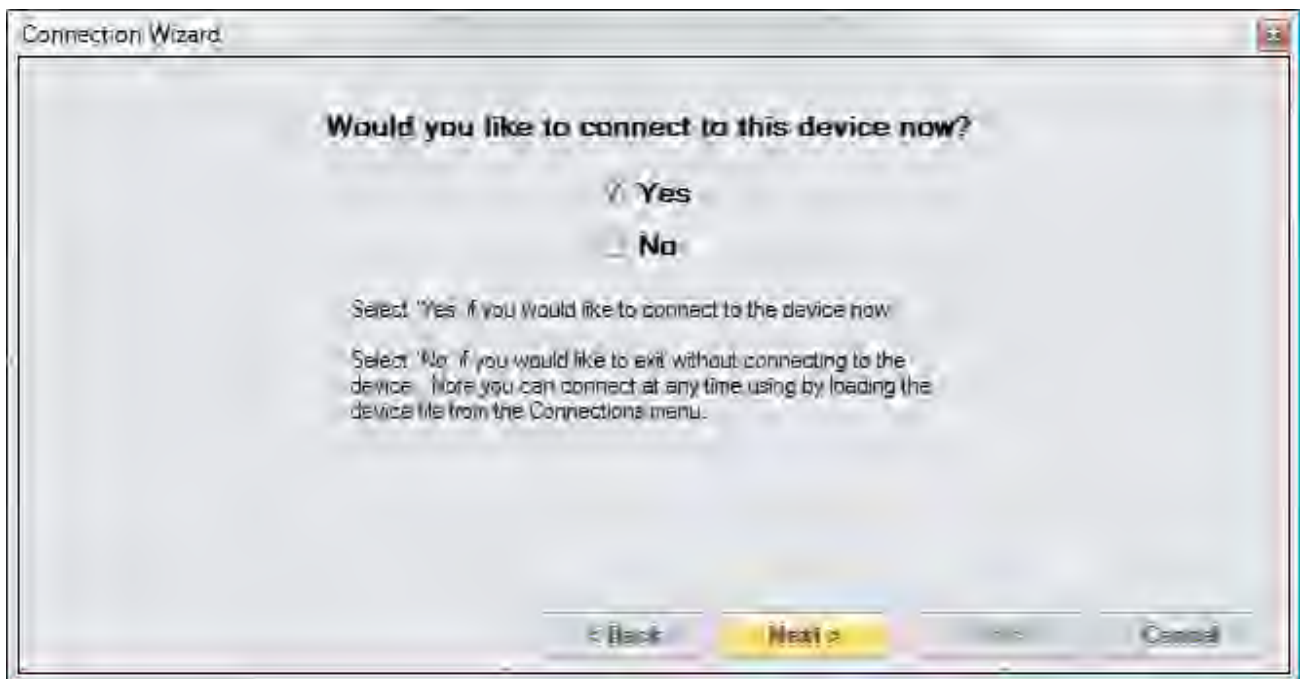 Connection Wizard
Would you like to connect to this device now?
Yes
No
Select 'Yes' if you would like to connect to the device now.
Select 'No' if you would like to exit without connecting to the
device. Note you can connect at any time using by loading the
device file from the Connections menu.
< Back Next > Cancel